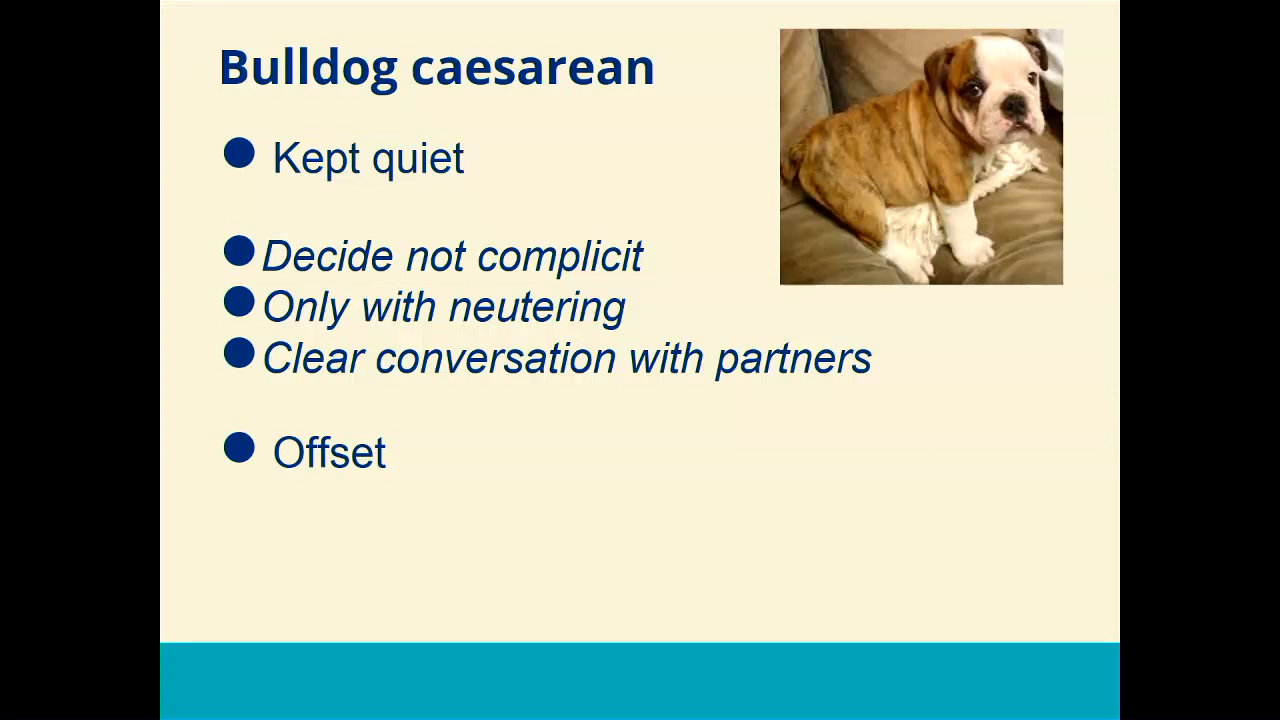 Bulldog caesarean
● Kept quiet
● Decide not complicit
● Only with neutering
● Clear conversation with partners
● Offset